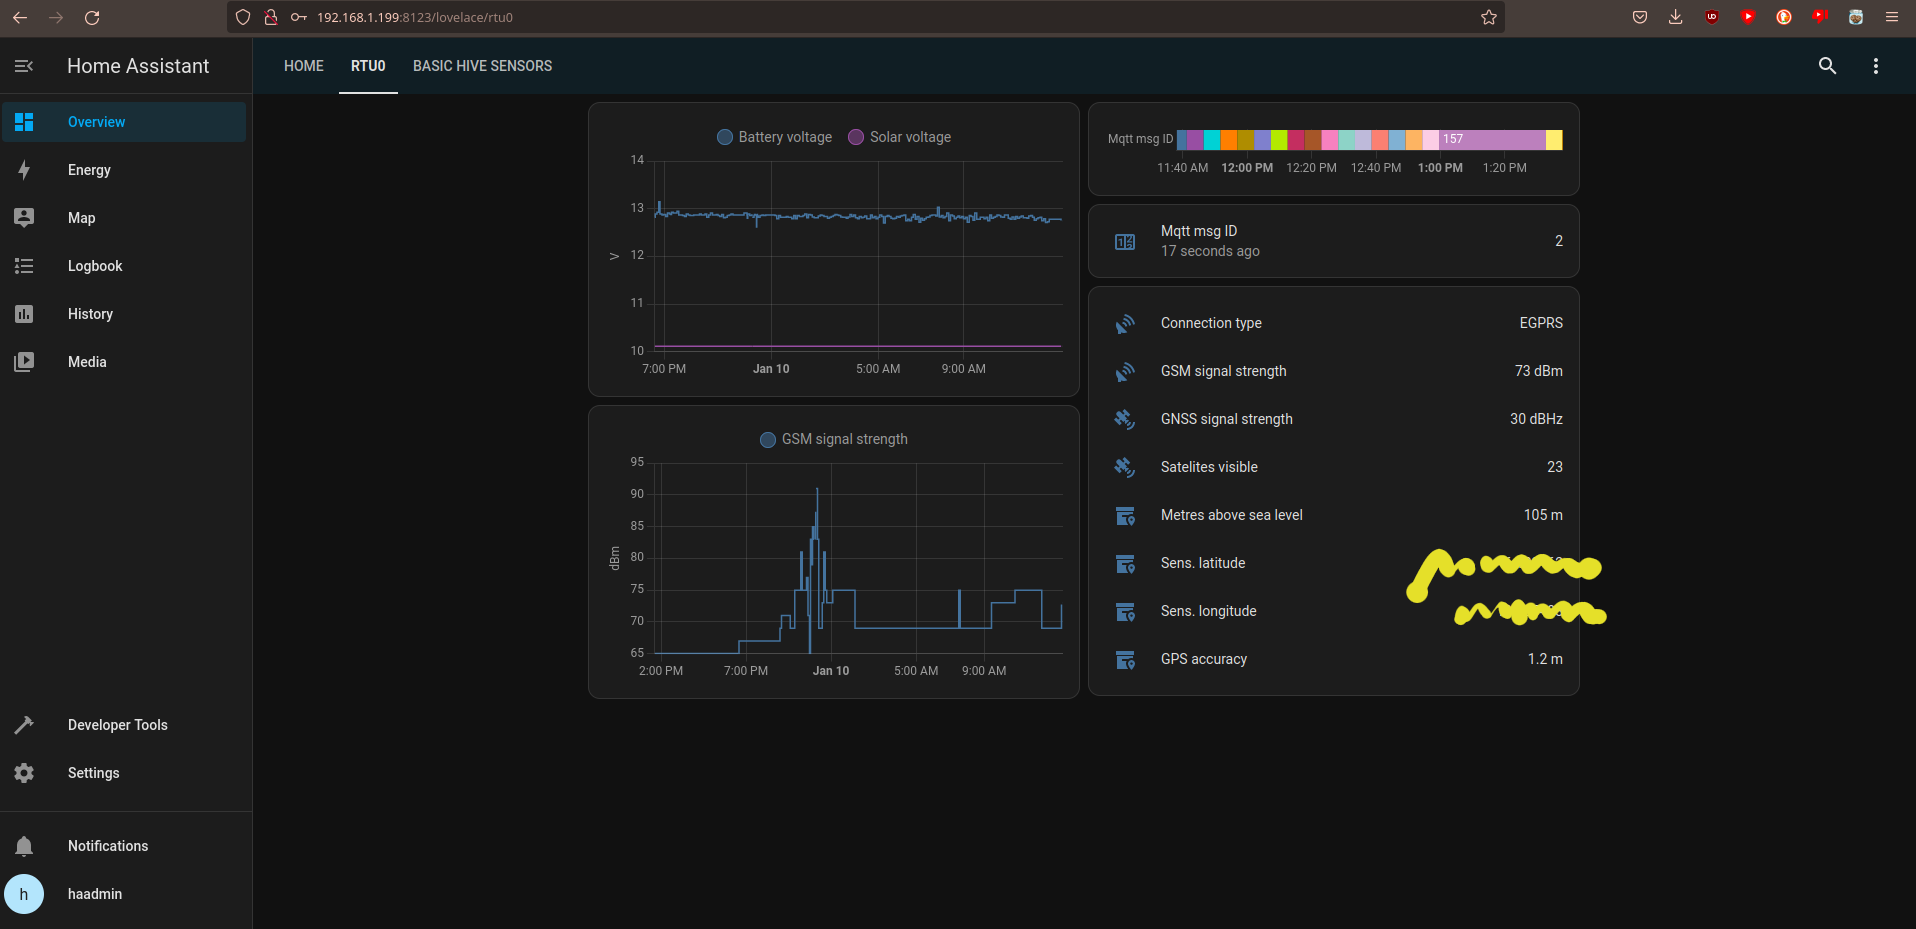 192.168.1.199:8123/lovelace/rtu0
Home Assistant
HOME RTU0 BASIC HIVE SENSORS
Overview
Energy
Map
Logbook
History
Media
Developer Tools
Settings
Notifications
h haadmin
Battery voltage Solar voltage
14
13
12
11
10
V
7:00 PM Jan 10 5:00 AM 9:00 AM
GSM signal strength
95
90
85
80
75
70
65
dBm
2:00 PM 7:00 PM Jan 10 5:00 AM 9:00 AM
Mqtt msg ID 157
11:40 AM 12:00 PM 12:20 PM 12:40 PM 1:00 PM 1:20 PM
Mqtt msg ID
17 seconds ago
2
Connection type EGPRS
GSM signal strength 73 dBm
GNSS signal strength 30 dBHz
Satelites visible 23
Metres above sea level 105 m
Sens. latitude
Sens. longitude
GPS accuracy 1.2 m